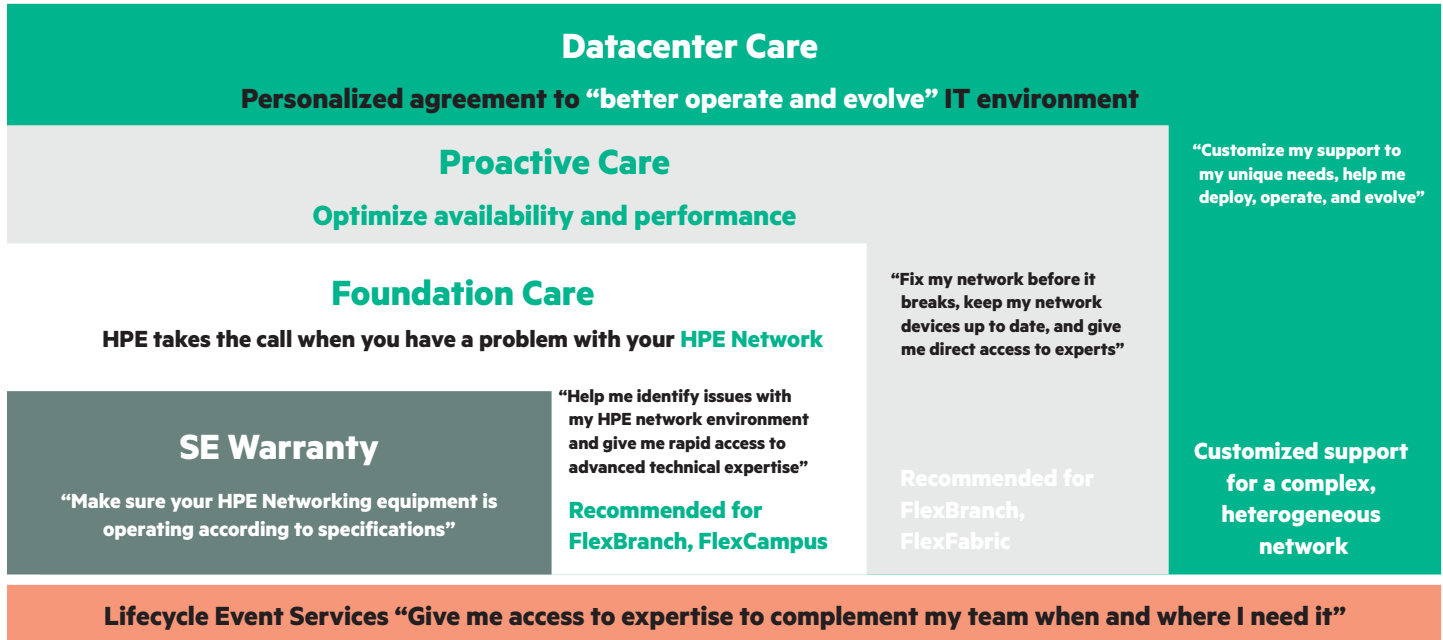 Datacenter Care
Personalized agreement to “better operate and evolve” IT environment
Proactive Care
Optimize availability and performance
“Customize my support to
my unique needs, help me
deploy, operate, and evolve”
Foundation Care
HPE takes the call when you have a problem with your HPE Network
“Fix my network before it
breaks, keep my network
devices up to date, and give
me direct access to experts”
SE Warranty
“Make sure your HPE Networking equipment is
operating according to specifications”
“Help me identify issues with
my HPE network environment
and give me rapid access to
advanced technical expertise”
Recommended for
FlexBranch, FlexCampus
Recommended for
FlexBranch,
FlexFabric
Customized support
for a complex,
heterogeneous
network
Lifecycle Event Services “Give me access to expertise to complement my team when and where I need it”